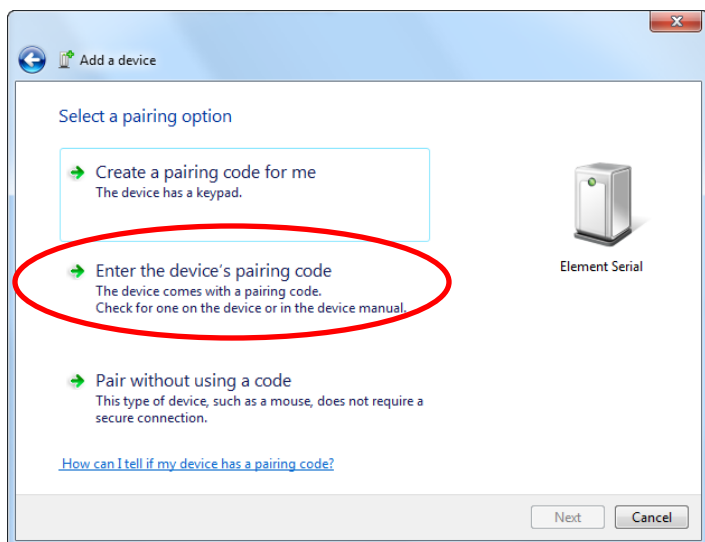 Add a device
Select a pairing option
Create a pairing code for me
The device has a keypad.
Enter the device's pairing code
The device comes with a pairing code.
Check for one on the device or in the device manual.
Element Serial
Pair without using a code
This type of device, such as a mouse, does not require a
secure connection.
How can I tell if my device has a pairing code?
Next
Cancel